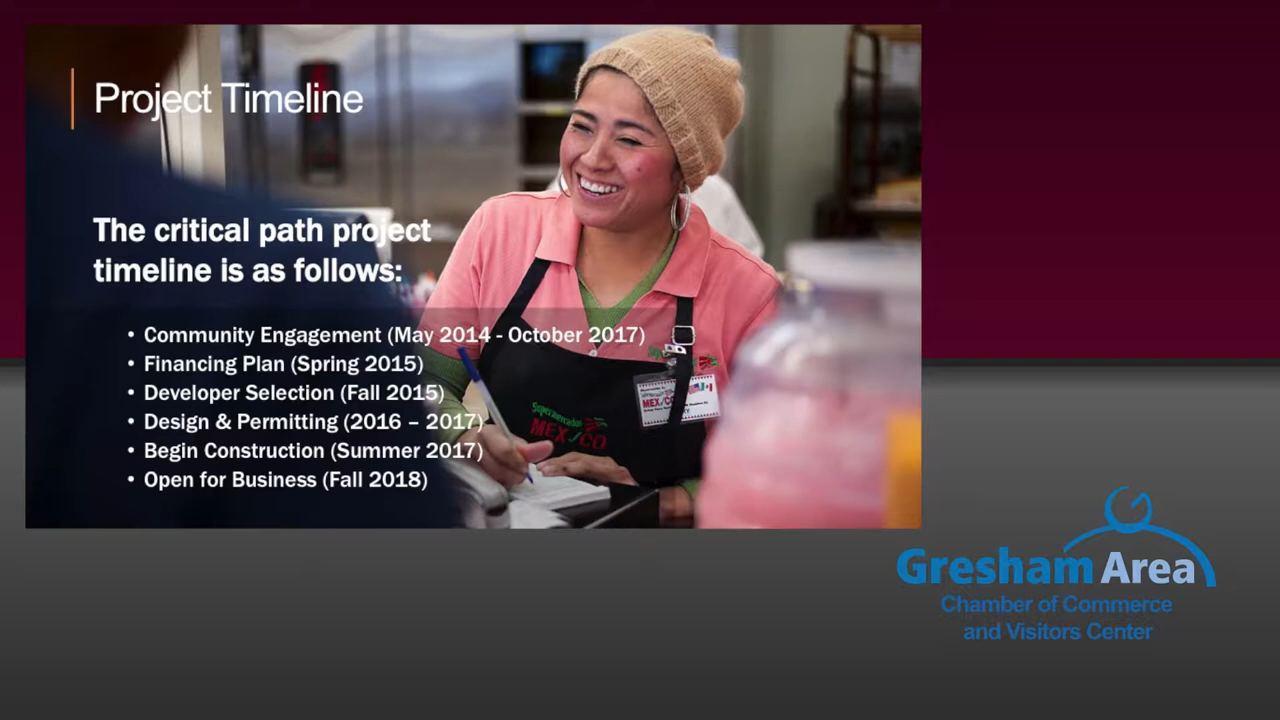 Project Timeline
The critical path project
timeline is as follows:
• Community Engagement (May 2014 - October 2017)
• Financing Plan (Spring 2015)
• Developer Selection (Fall 2015)
• Design & Permitting (2016 – 2017)
• Begin Construction (Summer 2017)
• Open for Business (Fall 2018)
Supermercados
MEXICO
MEXICO
Gresham Area
Chamber of Commerce
and Visitors Center